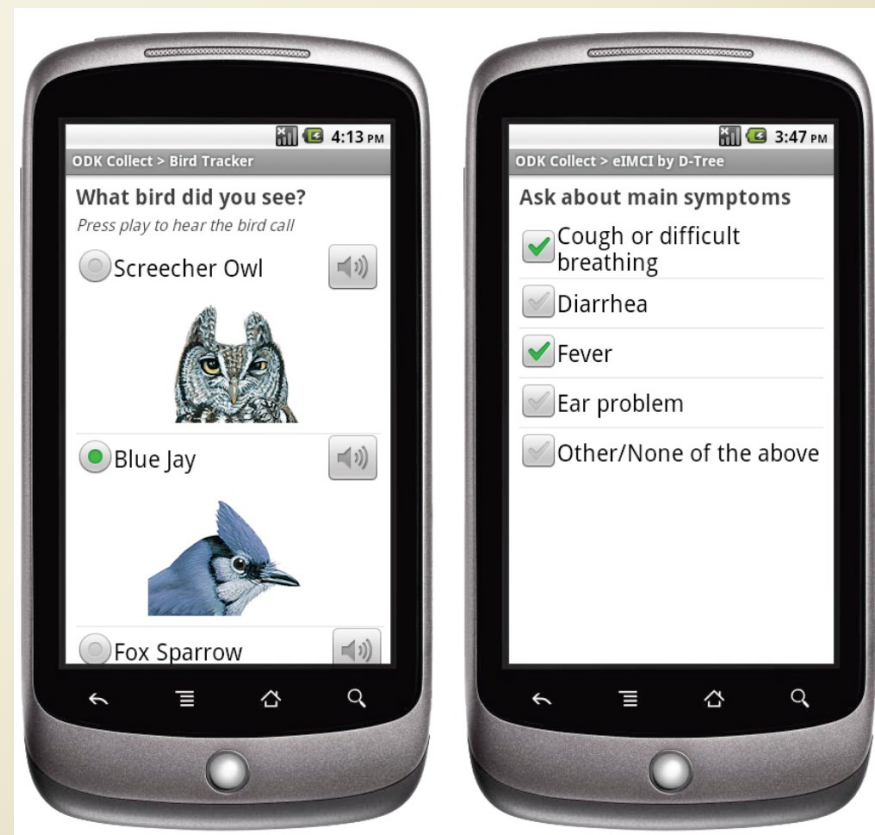 4:13 PM
ODK Collect > Bird Tracker
What bird did you see?
Press play to hear the bird call
Screecher Owl
Blue Jay
Fox Sparrow
3:47 PM
ODK Collect > eIMCI by D-Tree
Ask about main symptoms
Cough or difficult
breathing
Diarrhea
Fever
Ear problem
Other/None of the above